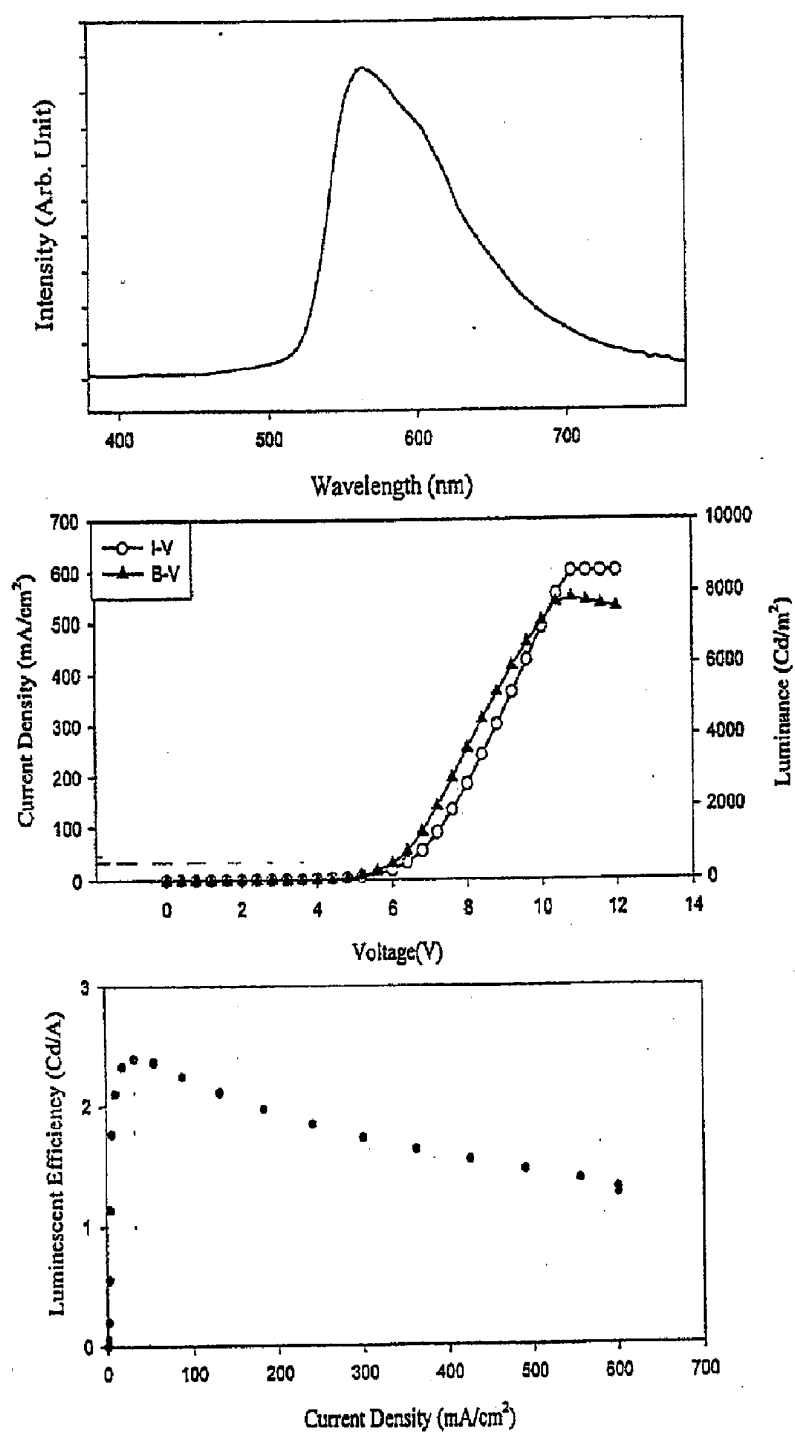 Intensity (Arb. Unit)
400 500 600 700
Wavelength (nm)
I-V
B-V
Current Density (mA/cm²)
700
600
500
400
300
200
100
0
Luminance (Cd/m²)
10000
8000
6000
4000
2000
0
0 2 4 6 8 10 12 14
Voltage(V)
Luminescent Efficiency (Cd/A)
3
2
1
0
0 100 200 300 400 500 600 700
Current Density (mA/cm²)